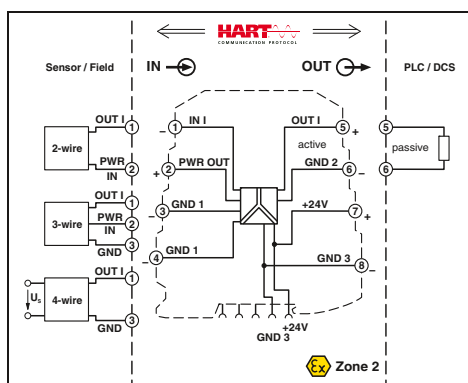 HART
COMMUNICATION PROTOCOL
Sensor / Field
IN
OUT
PLC / DCS
OUT I
1
2-wire
PWR
2
IN
OUT I
1
3-wire
PWR
2
IN
GND
3
OUT I
1
Us
4-wire
GND
3
− 1 IN I
+ 2 PWR OUT
− 3 GND 1
− 4 GND 1
OUT I 5 +
active
GND 2 6 −
+24V 7 +
GND 3 8 −
+24V
GND 3
5
passive
6
Ex Zone 2